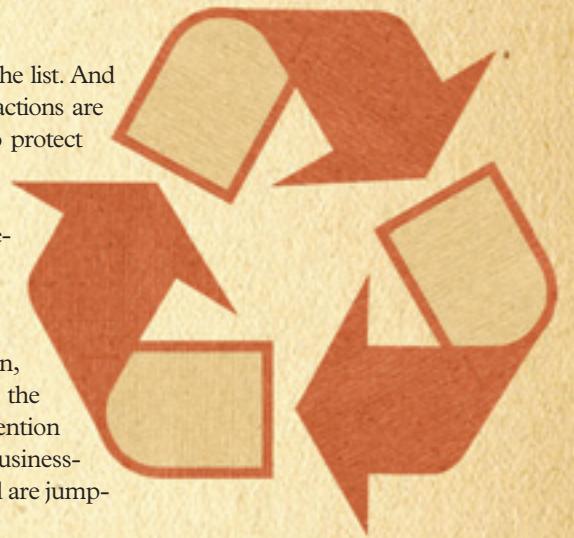 he list. And
actions are
protect
e-
n,
the
ention
usiness-
l are jump-